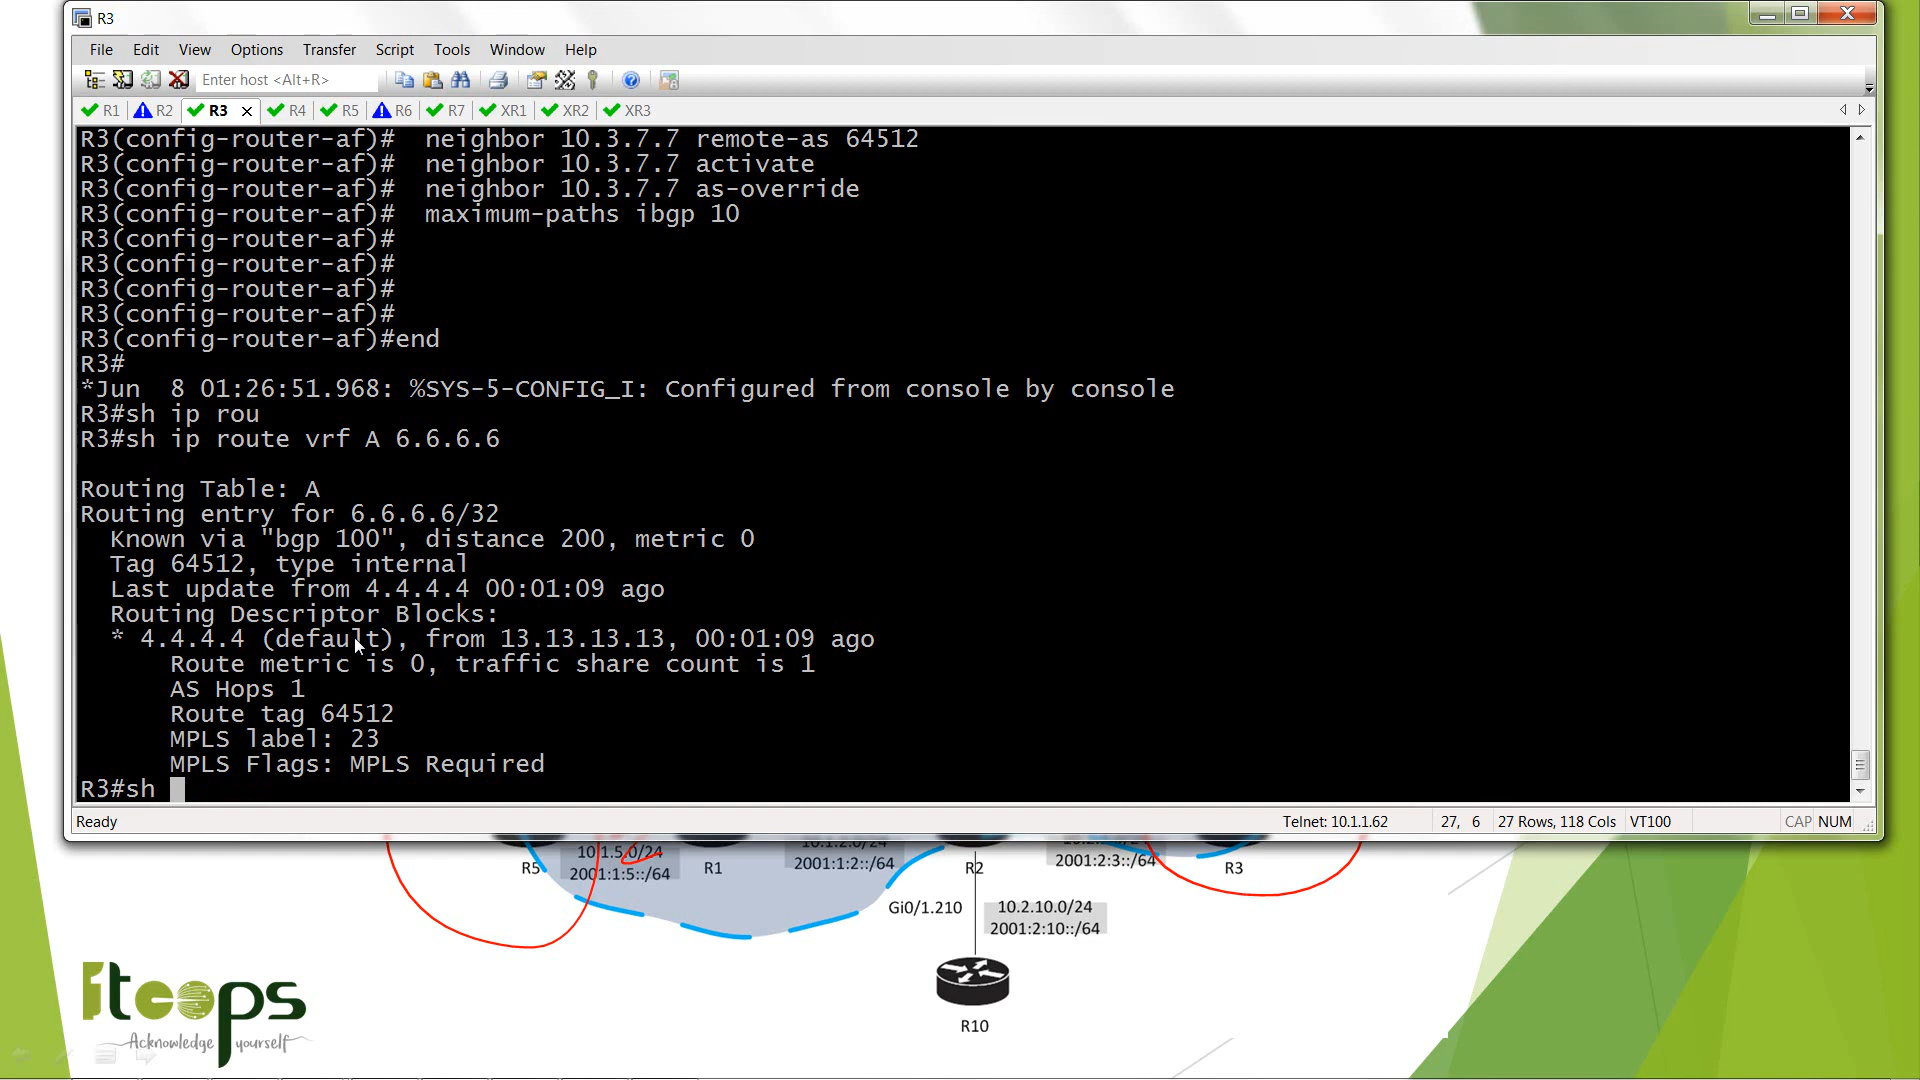 R3
File Edit View Options Transfer Script Tools Window Help
Enter host <Alt+R>
R1 R2 R3 R4 R5 R6 R7 XR1 XR2 XR3
R3(config-router-af)#  neighbor 10.3.7.7 remote-as 64512
R3(config-router-af)#  neighbor 10.3.7.7 activate
R3(config-router-af)#  neighbor 10.3.7.7 as-override
R3(config-router-af)#  maximum-paths ibgp 10
R3(config-router-af)#
R3(config-router-af)#
R3(config-router-af)#
R3(config-router-af)#
R3(config-router-af)#end
R3#
*Jun  8 01:26:51.968: %SYS-5-CONFIG_I: Configured from console by console
R3#sh ip rou
R3#sh ip route vrf A 6.6.6.6
Routing Table: A
Routing entry for 6.6.6.6/32
Known via "bgp 100", distance 200, metric 0
Tag 64512, type internal
Last update from 4.4.4.4 00:01:09 ago
Routing Descriptor Blocks:
* 4.4.4.4 (default), from 13.13.13.13, 00:01:09 ago
Route metric is 0, traffic share count is 1
AS Hops 1
Route tag 64512
MPLS label: 23
MPLS Flags: MPLS Required
R3#sh
Ready Telnet: 10.1.1.62 27, 6 27 Rows, 118 Cols VT100 CAP NUM
R5 10.1.5.0/24 R1 10.1.2.0/24 R2 R3
2001:1:5::/64 2001:1:2::/64 2001:2:3::/64
Gi0/1.210 10.2.10.0/24
2001:2:10::/64
R10
itoops
Acknowledge yourself